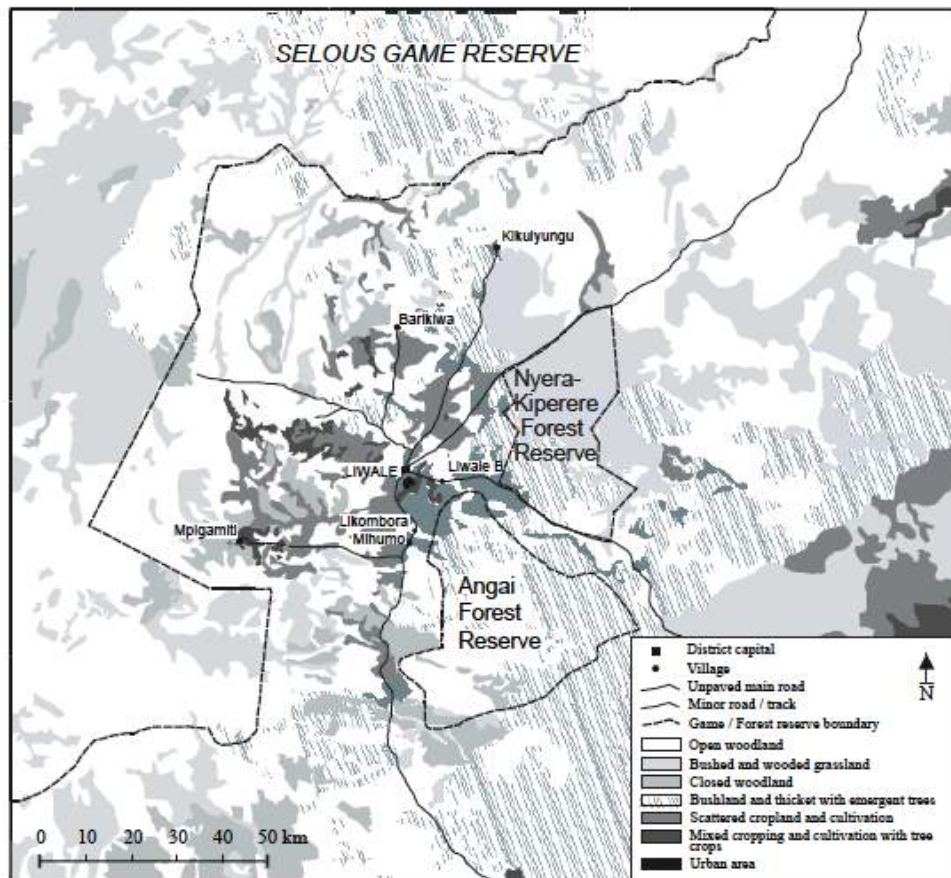 SELOUS GAME RESERVE
Kikulyungu
Barikiwa
Nyera-
Kiperere
Forest
Reserve
LIWALE
Liwale B
Likombora
Mihumo
Mpigamiti
Angai
Forest
Reserve
District capital
Village
Unpaved main road
Minor road / track
Game / Forest reserve boundary
N
Open woodland
Bushed and wooded grassland
Closed woodland
Bushland and thicket with emergent trees
Scattered cropland and cultivation
Mixed cropping and cultivation with tree
crops
Urban area
0 10 20 30 40 50 km